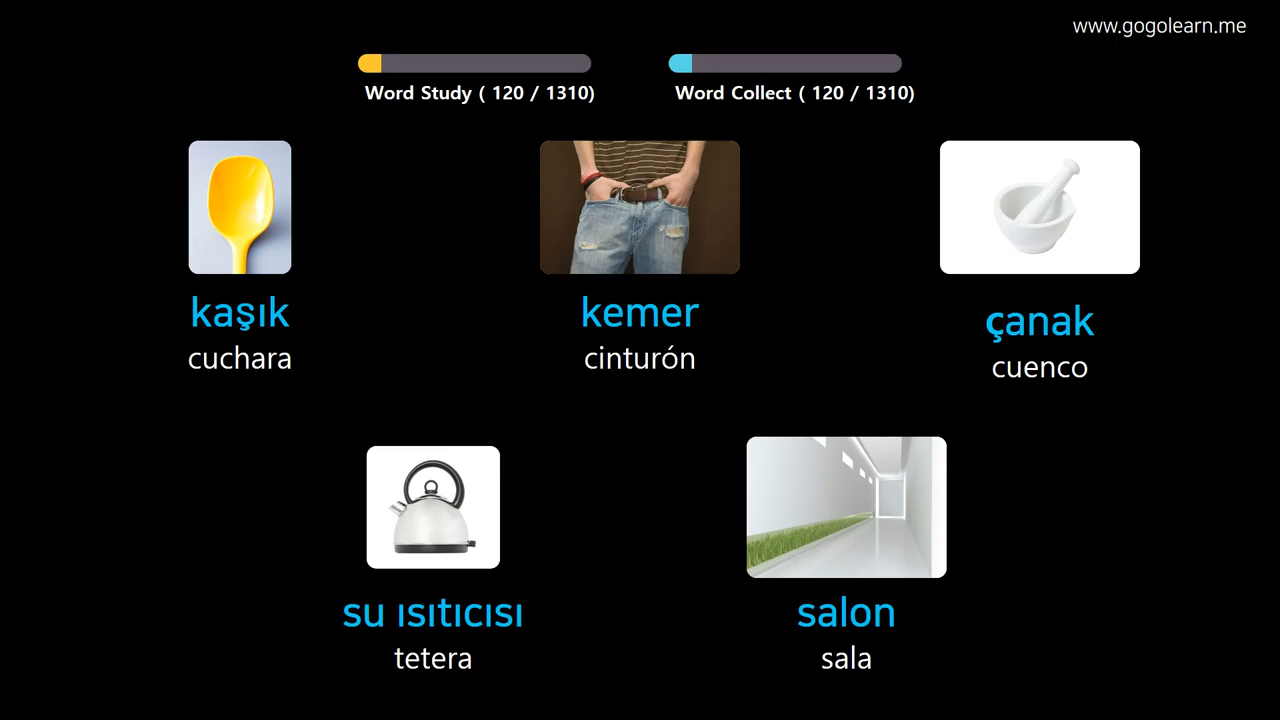 www.gogolearn.me
Word Study ( 120 / 1310)
Word Collect ( 120 / 1310)
kaşık
cuchara
kemer
cinturón
çanak
cuenco
su ısıtıcısı
tetera
salon
sala